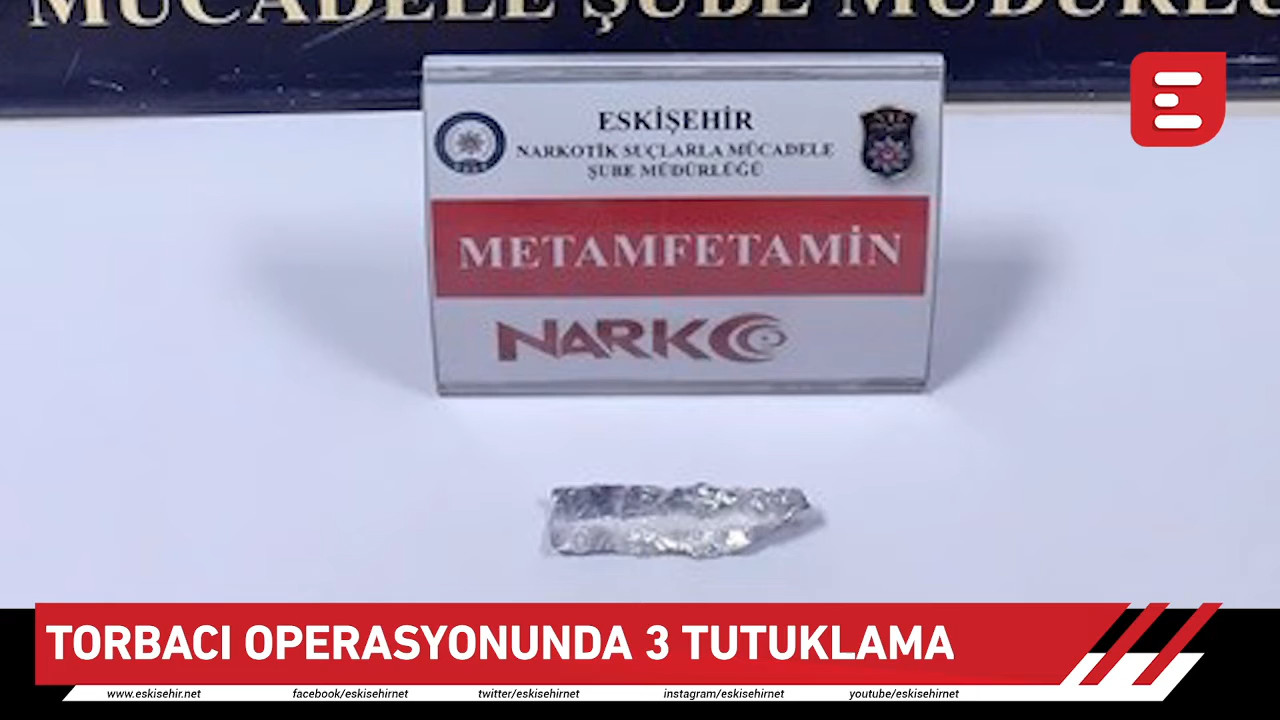 MÜCADELE ŞUBE MÜDÜRLÜ
ESKİŞEHİR
NARKOTİK SUÇLARLA MÜCADELE
ŞUBE MÜDÜRLÜĞÜ
METAMFETAMİN
NARKO
TORBACI OPERASYONUNDA 3 TUTUKLAMA
www.eskisehir.net facebook/eskisehirnet twitter/eskisehirnet instagram/eskisehirnet youtube/eskisehirnet